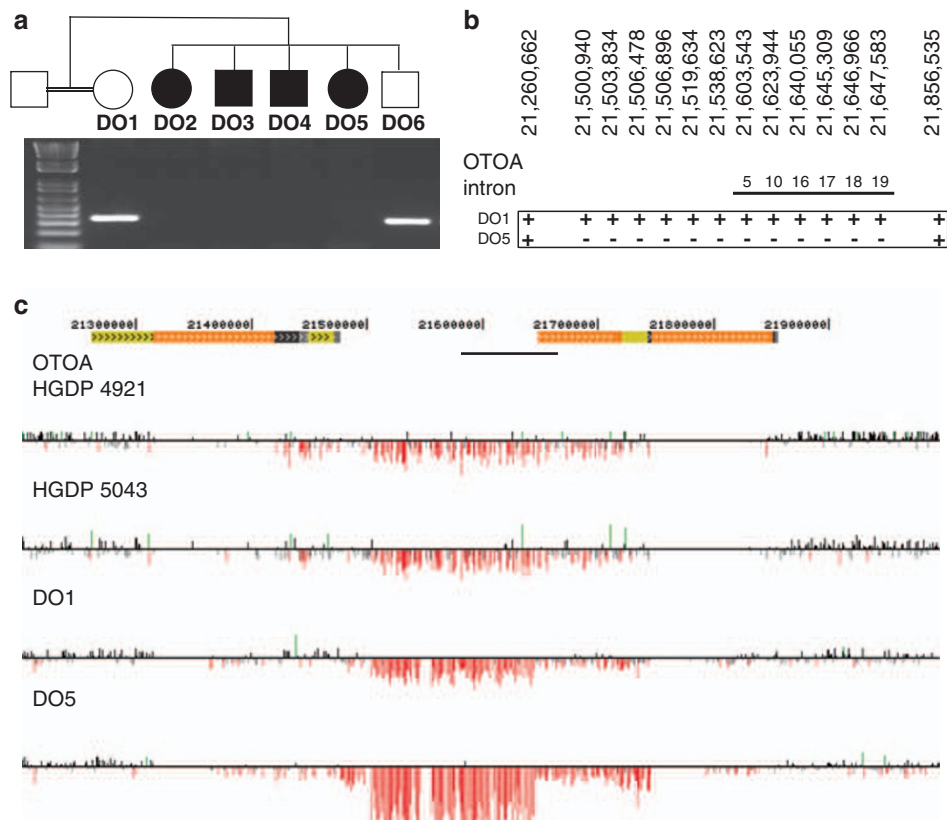 a
DO1 DO2 DO3 DO4 DO5 DO6
b
21,260,662 21,500,940 21,503,834 21,506,478 21,506,896 21,519,634 21,538,623 21,603,543 21,623,944 21,640,055 21,645,309 21,646,966 21,647,583 21,856,535
OTOA
intron 5 10 16 17 18 19
DO1 + + + + + + + + + + + + + +
DO5 + - - - - - - - - - - - - +
c
21300000 21400000 21500000 21600000 21700000 21800000 21900000
OTOA
HGDP 4921
HGDP 5043
DO1
DO5